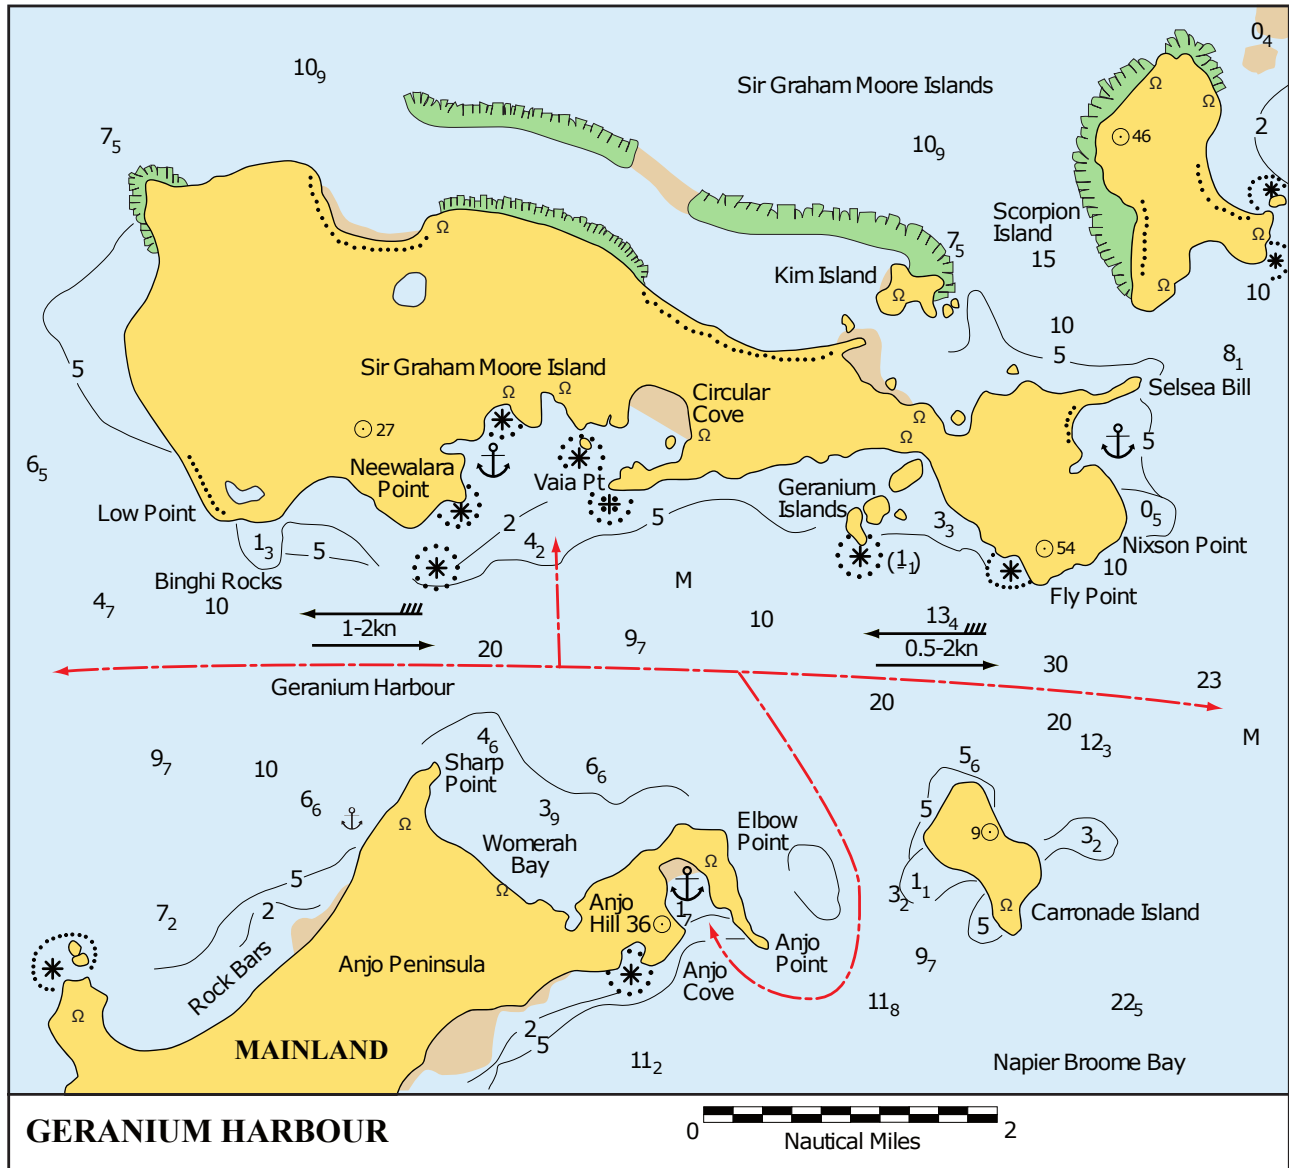 0₄
10₉
Sir Graham Moore Islands
2
7₅
46
10₉
Scorpion
Island
15
7₅
Kim Island
10
10
5
8₁
5
Sir Graham Moore Island
Selsea Bill
Circular
Cove
27
5
6₅
Neewalara
Point
Vaia Pt
Geranium
Islands
Low Point
2
5
3₃
0₅
1₃
5
4₂
Nixson Point
54
(1₁)
10
Binghi Rocks
M
Fly Point
4₇
10
10
13₄
1-2kn
9₇
0.5-2kn
20
30
23
Geranium Harbour
20
20
4₆
12₃
M
9₇
10
Sharp
Point
6₆
5₆
6₆
3₉
5
Elbow
Point
9
3₂
Womerah
Bay
5
1₁
3₂
7₂
2
Anjo
Hill 36
1₇
Carronade Island
5
Anjo
Point
Rock Bars
Anjo Peninsula
Anjo
Cove
9₇
11₈
22₅
2
5
MAINLAND
11₂
Napier Broome Bay
GERANIUM HARBOUR
0
2
Nautical Miles